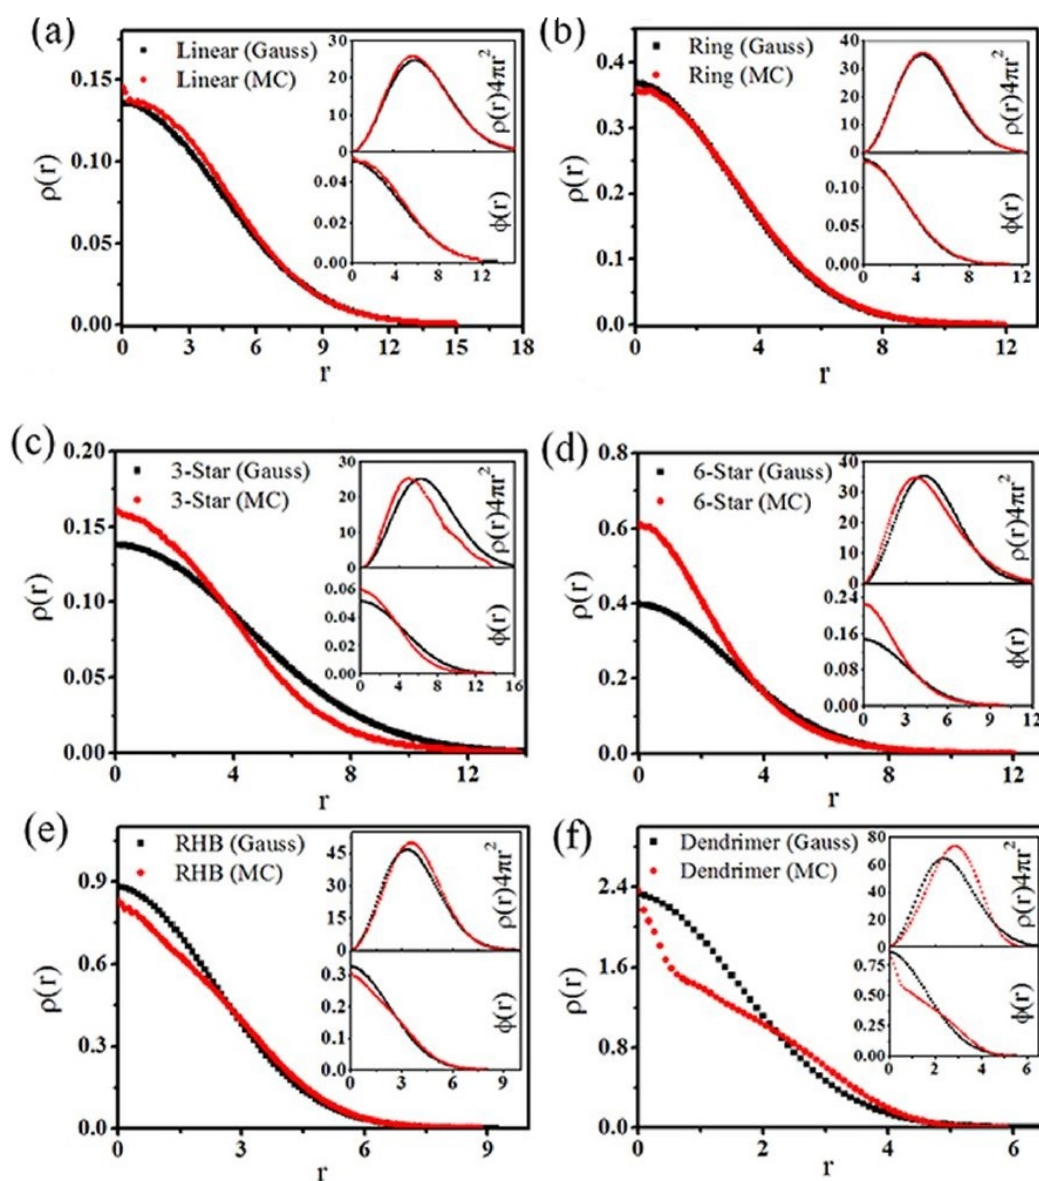 (a)
Linear (Gauss)
Linear (MC)
ρ(r)
0.15
0.10
0.05
0.00
0 3 6 9 12 15 18
r
30
20
10
0
ρ(r)4πr²
0.04
0.02
0.00
0 4 8 12
ϕ(r)
(b)
Ring (Gauss)
Ring (MC)
ρ(r)
0.4
0.3
0.2
0.1
0.0
0 4 8 12
r
40
30
20
10
0
ρ(r)4πr²
0.10
0.05
0.00
0 4 8 12
ϕ(r)
(c)
3-Star (Gauss)
3-Star (MC)
ρ(r)
0.20
0.15
0.10
0.05
0.00
0 4 8 12
r
30
20
10
0
ρ(r)4πr²
0.06
0.04
0.02
0.00
0 4 8 12 16
ϕ(r)
(d)
6-Star (Gauss)
6-Star (MC)
ρ(r)
0.8
0.6
0.4
0.2
0.0
0 4 8 12
r
40
30
20
10
0
ρ(r)4πr²
0.24
0.16
0.08
0.00
0 3 6 9 12
ϕ(r)
(e)
RHB (Gauss)
RHB (MC)
ρ(r)
0.9
0.6
0.3
0.0
0 3 6 9
r
45
30
15
0
ρ(r)4πr²
0.3
0.2
0.1
0.0
0 3 6 9
ϕ(r)
(f)
Dendrimer (Gauss)
Dendrimer (MC)
ρ(r)
2.4
1.6
0.8
0.0
0 2 4 6
r
80
60
40
20
0
ρ(r)4πr²
0.75
0.50
0.25
0.00
0 2 4 6
ϕ(r)